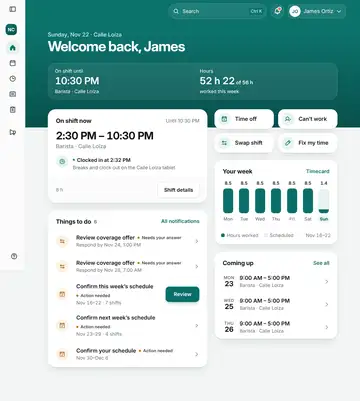 Search
Ctrl K
JO
James Ortiz
NC
Sunday, Nov 22 · Calle Loiza
Welcome back, James
On shift until
10:30 PM
Barista · Calle Loiza
Hours
52 h 22 of 56 h
worked this week
On shift now
Until 10:30 PM
2:30 PM – 10:30 PM
Barista · Calle Loiza
Clocked in at 2:32 PM
Breaks and clock out on the Calle Loiza tablet
8 h
Shift details
Time off
Can't work
Swap shift
Fix my time
Your week
Timecard
8.5 8.5 8.5 8.5 8.5 8.5 1.4
Mon Tue Wed Thu Fri Sat Sun
Hours worked
Scheduled
Nov 16–22
Things to do
All notifications
Review coverage offer
Needs your answer
Respond by Nov 24, 1:00 PM
Review coverage offer
Needs your answer
Respond by Nov 28, 7:00 AM
Confirm this week's schedule
Action needed
Nov 16–22 · 7 shifts
Review
Confirm next week's schedule
Action needed
Nov 23–29 · 4 shifts
Confirm your schedule
Action needed
Nov 30–Dec 6
Coming up
See all
MON
23
9:00 AM – 5:00 PM
Barista · Calle Loiza
WED
25
9:00 AM – 5:00 PM
Barista · Calle Loiza
THU
26
9:00 AM – 5:00 PM
Barista · Calle Loiza